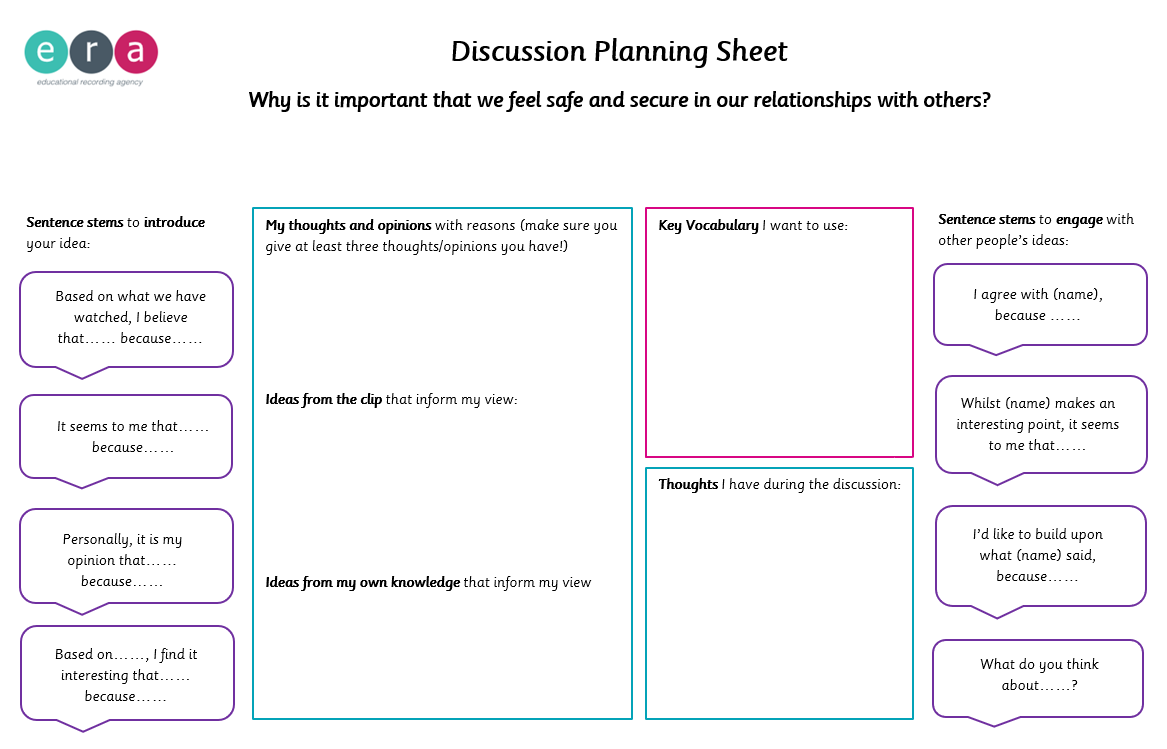 e r a
educational recording agency
Discussion Planning Sheet
Why is it important that we feel safe and secure in our relationships with others?
Sentence stems to introduce
your idea:
Based on what we have
watched, I believe
that…… because……
It seems to me that……
because……
Personally, it is my
opinion that……
because……
Based on……, I find it
interesting that……
because……
My thoughts and opinions with reasons (make sure you
give at least three thoughts/opinions you have!)
Ideas from the clip that inform my view:
Ideas from my own knowledge that inform my view
Key Vocabulary I want to use:
Thoughts I have during the discussion:
Sentence stems to engage with
other people's ideas:
I agree with (name),
because ……
Whilst (name) makes an
interesting point, it seems
to me that……
I'd like to build upon
what (name) said,
because……
What do you think
about……?